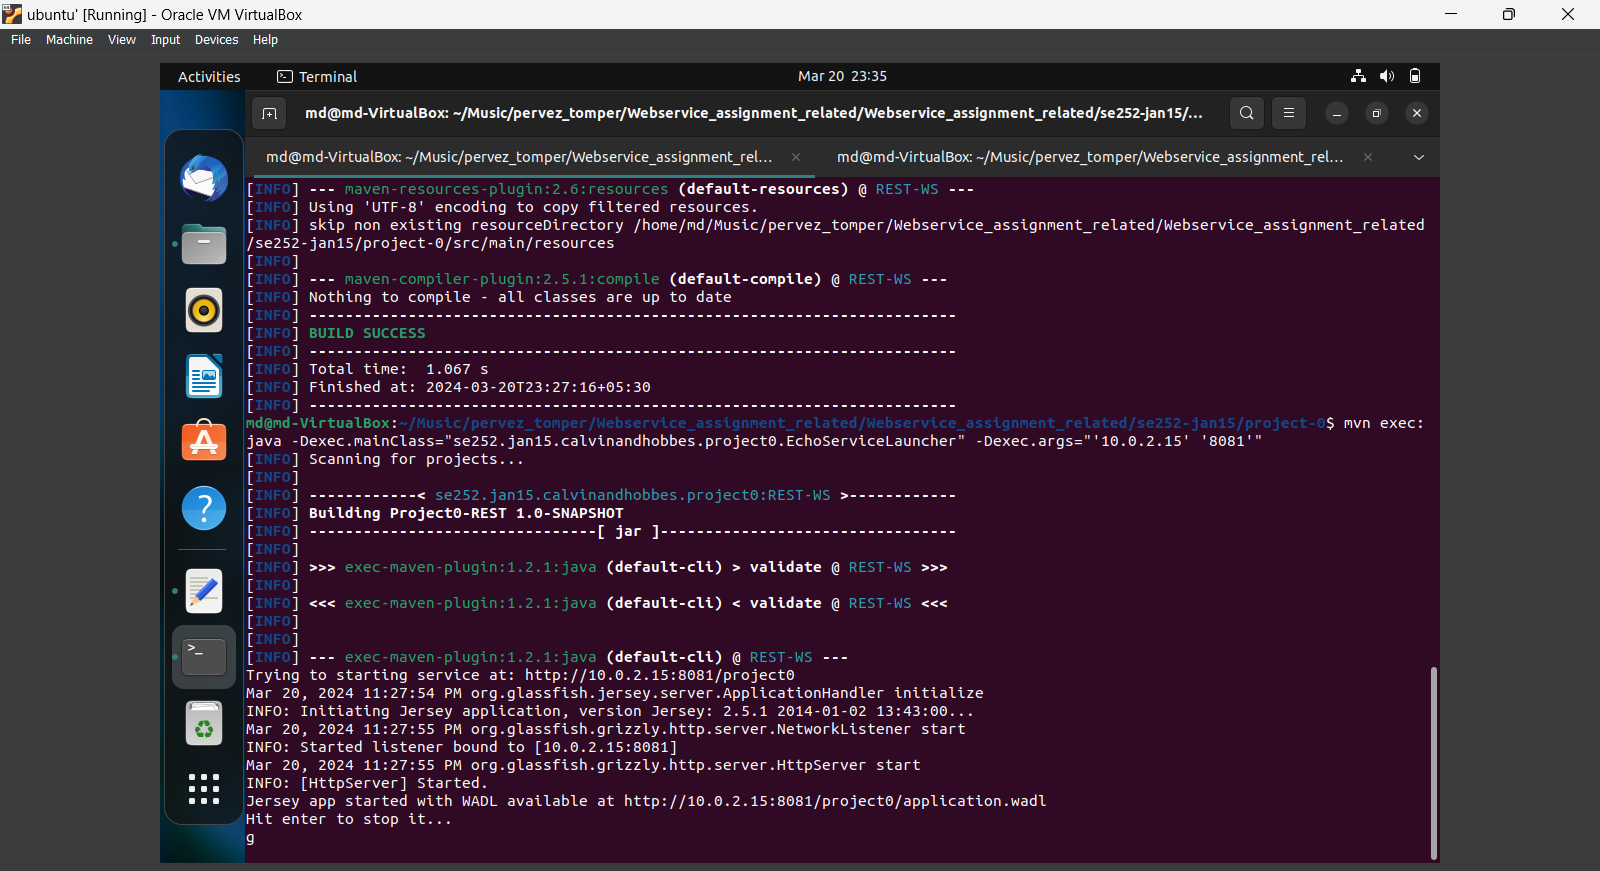 ubuntu' [Running] - Oracle VM VirtualBox
File Machine View Input Devices Help
Activities Terminal Mar 20 23:35
md@md-VirtualBox: ~/Music/pervez_tomper/Webservice_assignment_related/Webservice_assignment_related/se252-jan15/...
md@md-VirtualBox: ~/Music/pervez_tomper/Webservice_assignment_rel... md@md-VirtualBox: ~/Music/pervez_tomper/Webservice_assignment_rel...
[INFO] --- maven-resources-plugin:2.6:resources (default-resources) @ REST-WS ---
[INFO] Using 'UTF-8' encoding to copy filtered resources.
[INFO] skip non existing resourceDirectory /home/md/Music/pervez_tomper/Webservice_assignment_related/Webservice_assignment_related
/se252-jan15/project-0/src/main/resources
[INFO]
[INFO] --- maven-compiler-plugin:2.5.1:compile (default-compile) @ REST-WS ---
[INFO] Nothing to compile - all classes are up to date
[INFO] ------------------------------------------------------------------------
[INFO] BUILD SUCCESS
[INFO] ------------------------------------------------------------------------
[INFO] Total time:  1.067 s
[INFO] Finished at: 2024-03-20T23:27:16+05:30
[INFO] ------------------------------------------------------------------------
md@md-VirtualBox:~/Music/pervez_tomper/Webservice_assignment_related/Webservice_assignment_related/se252-jan15/project-0$ mvn exec:
java -Dexec.mainClass="se252.jan15.calvinandhobbes.project0.EchoServiceLauncher" -Dexec.args="'10.0.2.15' '8081'"
[INFO] Scanning for projects...
[INFO]
[INFO] ------------< se252.jan15.calvinandhobbes.project0:REST-WS >------------
[INFO] Building Project0-REST 1.0-SNAPSHOT
[INFO] --------------------------------[ jar ]---------------------------------
[INFO]
[INFO] >>> exec-maven-plugin:1.2.1:java (default-cli) > validate @ REST-WS >>>
[INFO]
[INFO] <<< exec-maven-plugin:1.2.1:java (default-cli) < validate @ REST-WS <<<
[INFO]
[INFO]
[INFO] --- exec-maven-plugin:1.2.1:java (default-cli) @ REST-WS ---
Trying to starting service at: http://10.0.2.15:8081/project0
Mar 20, 2024 11:27:54 PM org.glassfish.jersey.server.ApplicationHandler initialize
INFO: Initiating Jersey application, version Jersey: 2.5.1 2014-01-02 13:43:00...
Mar 20, 2024 11:27:55 PM org.glassfish.grizzly.http.server.NetworkListener start
INFO: Started listener bound to [10.0.2.15:8081]
Mar 20, 2024 11:27:55 PM org.glassfish.grizzly.http.server.HttpServer start
INFO: [HttpServer] Started.
Jersey app started with WADL available at http://10.0.2.15:8081/project0/application.wadl
Hit enter to stop it...
g